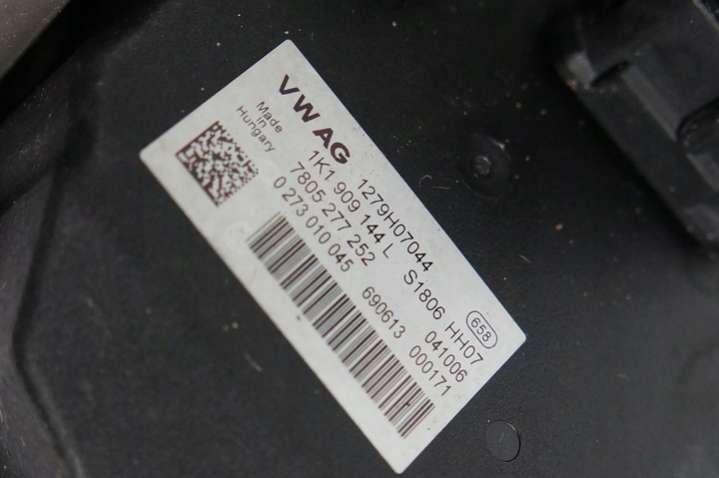 VW AG 1279H07044 658
Made in Hungary
1K1 909 144 L S1806 HH07
7805 277 252 041006
0 273 010 045 690613 000171